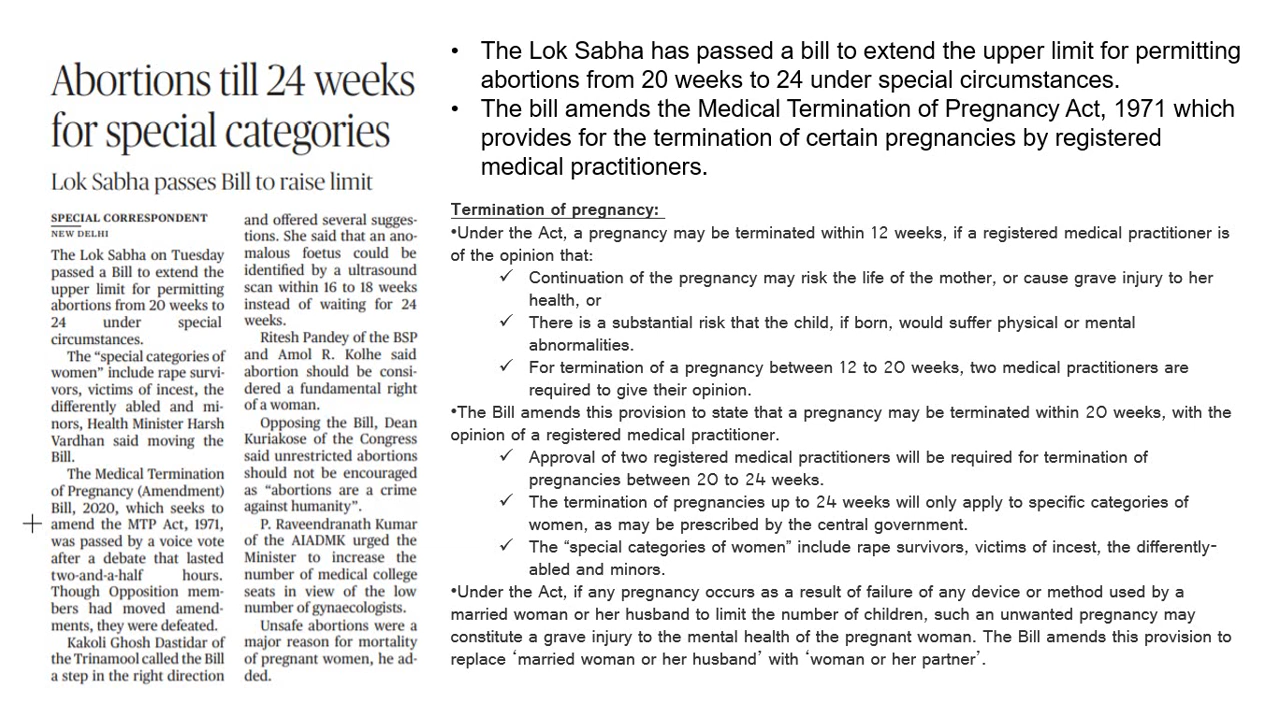 Abortions till 24 weeks
for special categories
Lok Sabha passes Bill to raise limit
SPECIAL CORRESPONDENT
NEW DELHI
The Lok Sabha on Tuesday
passed a Bill to extend the
upper limit for permitting
abortions from 20 weeks to
24 under special
circumstances.
The “special categories of
women” include rape survi-
vors, victims of incest, the
differently abled and mi-
nors, Health Minister Harsh
Vardhan said moving the
Bill.
The Medical Termination
of Pregnancy (Amendment)
Bill, 2020, which seeks to
amend the MTP Act, 1971,
was passed by a voice vote
after a debate that lasted
two-and-a-half hours.
Though Opposition mem-
bers had moved amend-
ments, they were defeated.
Kakoli Ghosh Dastidar of
the Trinamool called the Bill
a step in the right direction
and offered several sugges-
tions. She said that an ano-
malous foetus could be
identified by a ultrasound
scan within 16 to 18 weeks
instead of waiting for 24
weeks.
Ritesh Pandey of the BSP
and Amol R. Kolhe said
abortion should be consi-
dered a fundamental right
of a woman.
Opposing the Bill, Dean
Kuriakose of the Congress
said unrestricted abortions
should not be encouraged
as “abortions are a crime
against humanity”.
P. Raveendranath Kumar
of the AIADMK urged the
Minister to increase the
number of medical college
seats in view of the low
number of gynaecologists.
Unsafe abortions were a
major reason for mortality
of pregnant women, he ad-
ded.
• The Lok Sabha has passed a bill to extend the upper limit for permitting
abortions from 20 weeks to 24 under special circumstances.
• The bill amends the Medical Termination of Pregnancy Act, 1971 which
provides for the termination of certain pregnancies by registered
medical practitioners.
Termination of pregnancy:
•Under the Act, a pregnancy may be terminated within 12 weeks, if a registered medical practitioner is
of the opinion that:
✓ Continuation of the pregnancy may risk the life of the mother, or cause grave injury to her
health, or
✓ There is a substantial risk that the child, if born, would suffer physical or mental
abnormalities.
✓ For termination of a pregnancy between 12 to 20 weeks, two medical practitioners are
required to give their opinion.
•The Bill amends this provision to state that a pregnancy may be terminated within 20 weeks, with the
opinion of a registered medical practitioner.
✓ Approval of two registered medical practitioners will be required for termination of
pregnancies between 20 to 24 weeks.
✓ The termination of pregnancies up to 24 weeks will only apply to specific categories of
women, as may be prescribed by the central government.
✓ The “special categories of women” include rape survivors, victims of incest, the differently-
abled and minors.
•Under the Act, if any pregnancy occurs as a result of failure of any device or method used by a
married woman or her husband to limit the number of children, such an unwanted pregnancy may
constitute a grave injury to the mental health of the pregnant woman. The Bill amends this provision to
replace ‘married woman or her husband’ with ‘woman or her partner’.